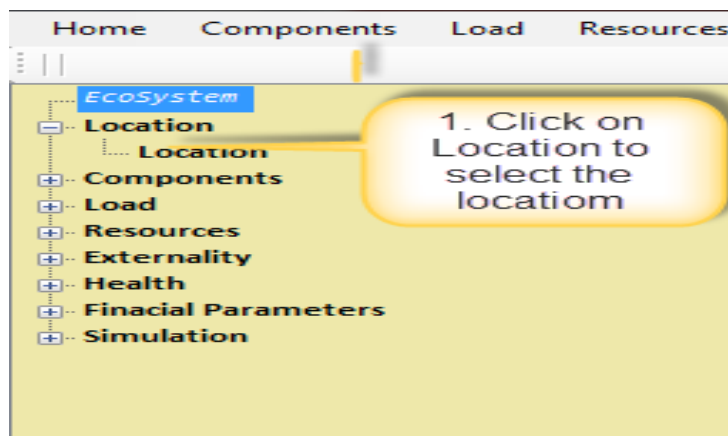 Home Components Load Resources
EcoSystem
Location
Location
Components
Load
Resources
Externality
Health
Finacial Parameters
Simulation
1. Click on
Location to
select the
locatiom